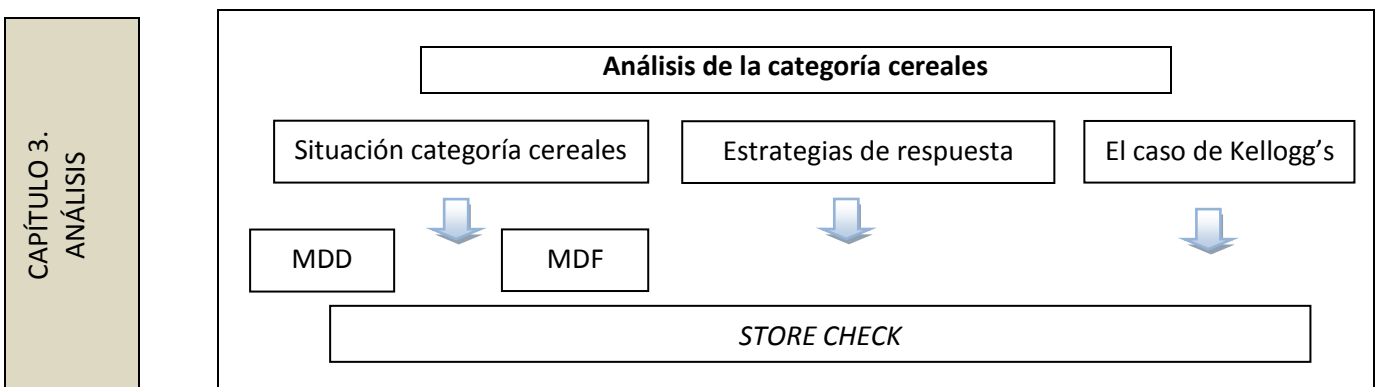 CAPÍTULO 3.
ANÁLISIS
Análisis de la categoría cereales
Situación categoría cereales
Estrategias de respuesta
El caso de Kellogg’s
MDD
MDF
STORE CHECK